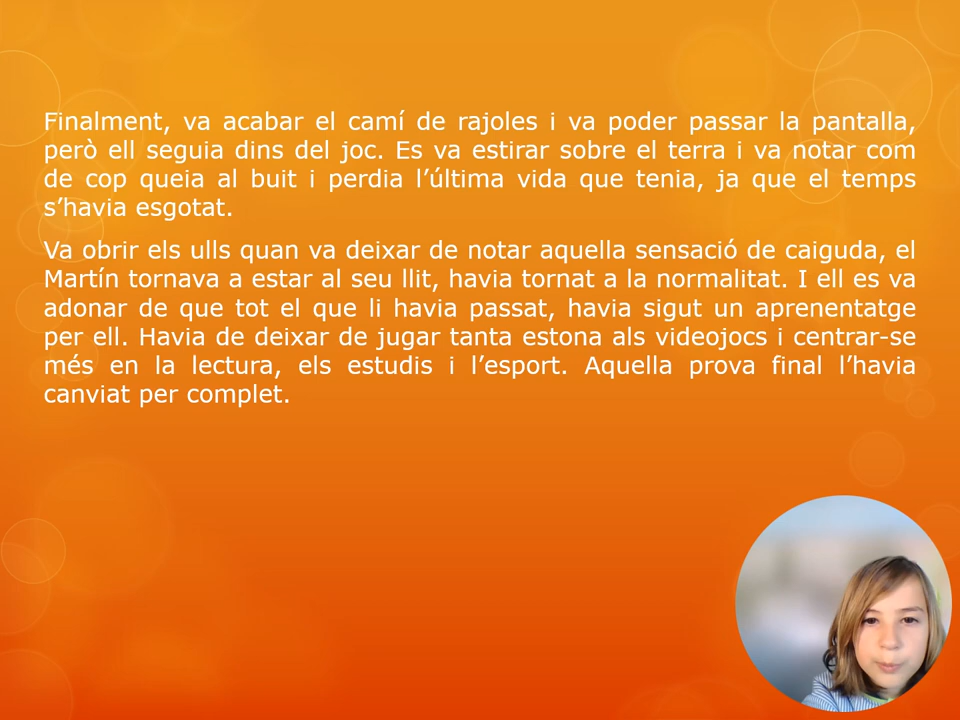 Finalment, va acabar el camí de rajoles i va poder passar la pantalla,
però ell seguia dins del joc. Es va estirar sobre el terra i va notar com
de cop queia al buit i perdia l’última vida que tenia, ja que el temps
s’havia esgotat.
Va obrir els ulls quan va deixar de notar aquella sensació de caiguda, el
Martín tornava a estar al seu llit, havia tornat a la normalitat. I ell es va
adonar de que tot el que li havia passat, havia sigut un aprenentatge
per ell. Havia de deixar de jugar tanta estona als videojocs i centrar-se
més en la lectura, els estudis i l’esport. Aquella prova final l’havia
canviat per complet.